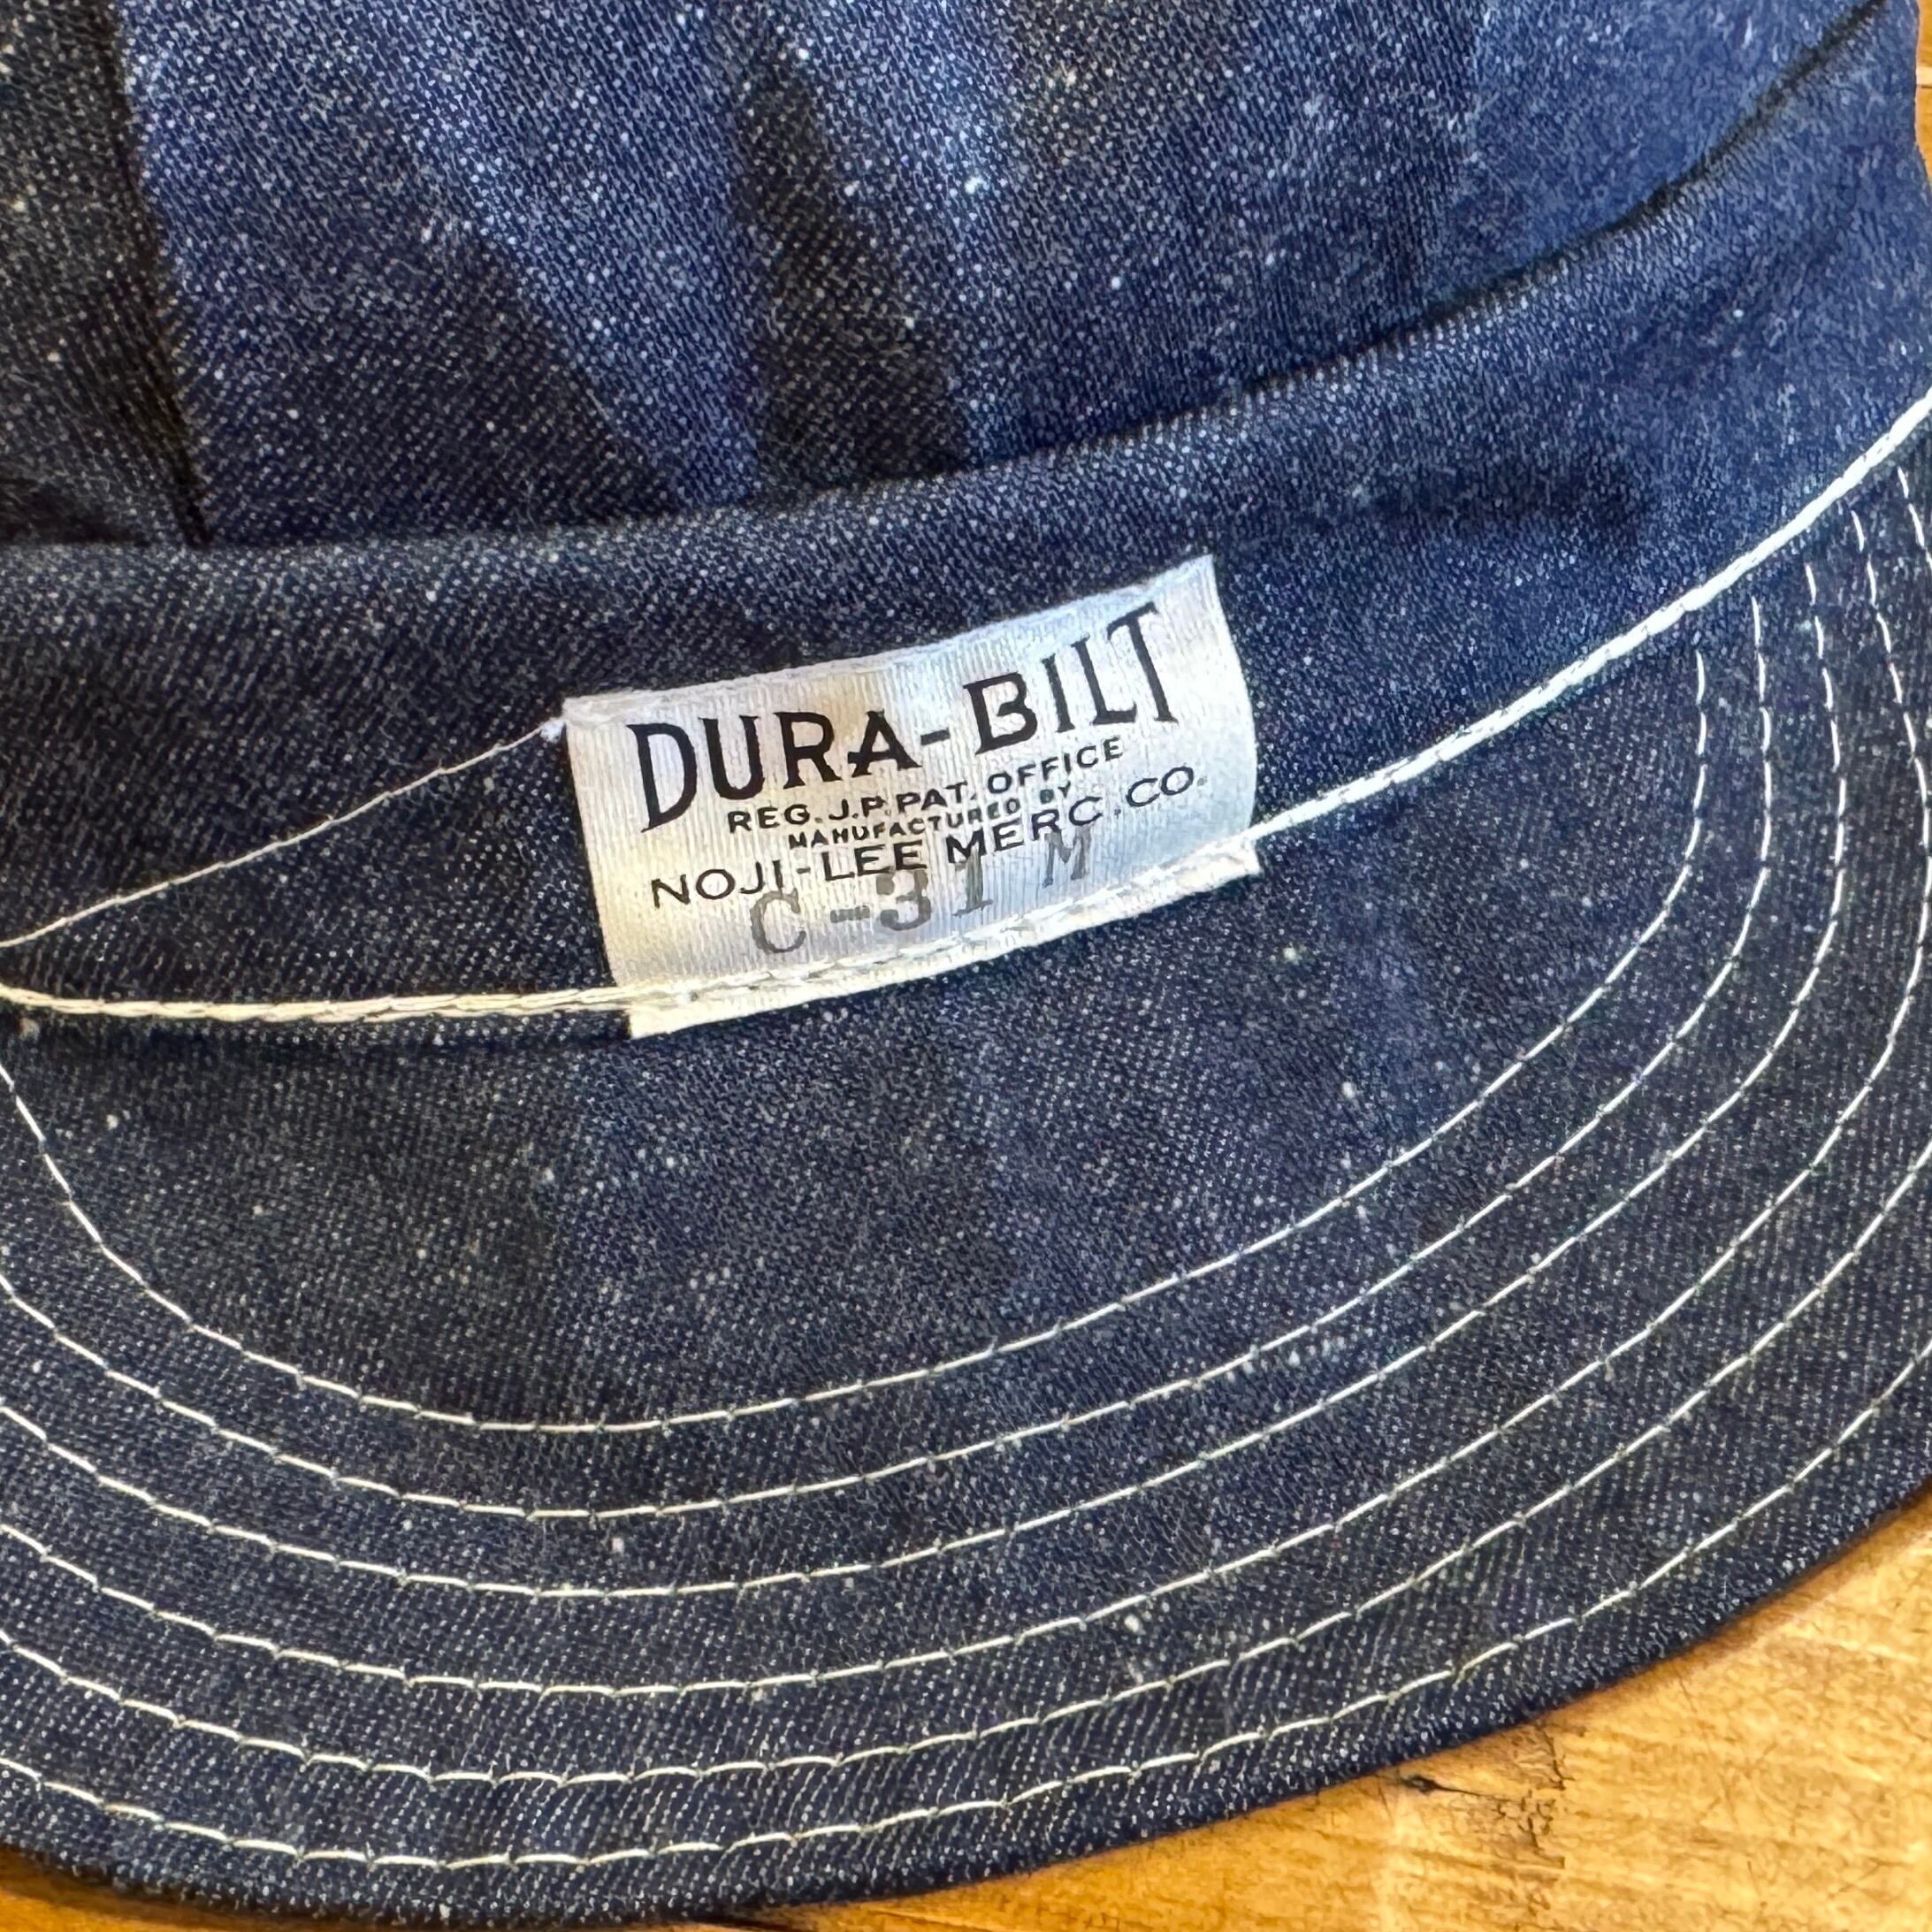 DURA-BILT
REG. J.P. PAT. OFFICE
MANUFACTURED BY
NOJI-LEE MERC. CO.
C-31 M